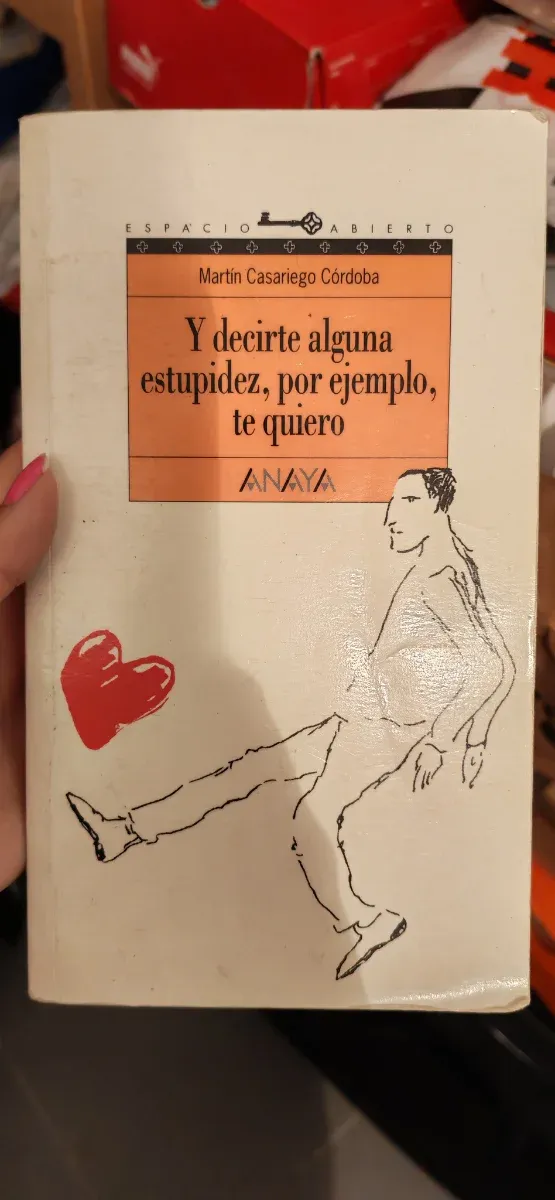 ESPACIO ABIERTO
Martín Casariego Córdoba
Y decirte alguna
estupidez, por ejemplo,
te quiero
ANAYA